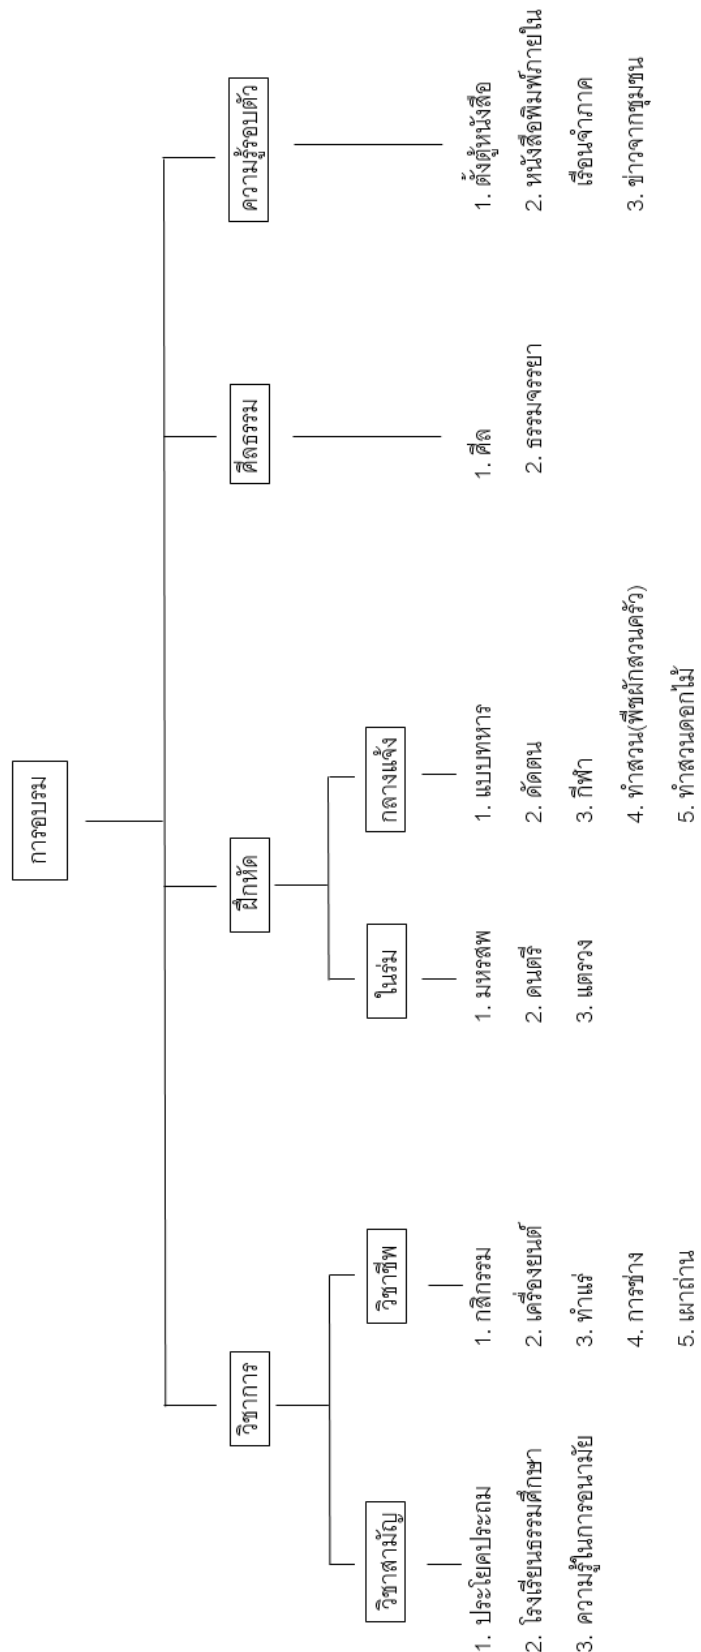 การอบรม
วิชาการ
ฝึกหัด
ศีลธรรม
ความรู้รอบตัว
วิชาสามัญ
วิชาชีพ
ในร่ม
กลางแจ้ง
1. ประโยคประถม
2. โรงเรียนธรรมศึกษา
3. ความรู้ในการอนามัย
1. กสิกรรม
2. เครื่องยนต์
3. ทำแร่
4. การช่าง
5. เผาถ่าน
1. มหรสพ
2. ดนตรี
3. แตรวง
1. แบบทหาร
2. ดัดตน
3. กีฬา
4. ทำสวน(พืชผักสวนครัว)
5. ทำสวนดอกไม้
1. ศีล
2. ธรรมจรรยา
1. ตั้งตู้หนังสือ
2. หนังสือพิมพ์ภายใน
เรือนจำภาค
3. ข่าวจากชุมชน